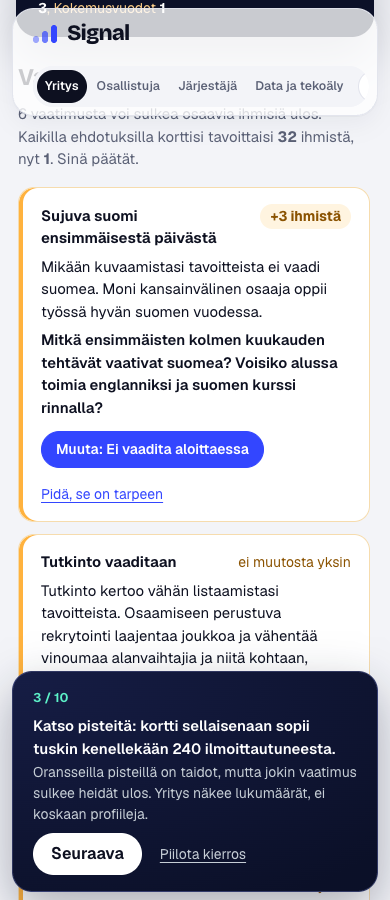 3, Kokemusvuodet 1
Signal
Yritys Osallistuja Järjestäjä Data ja tekoäly
6 vaatimusta voi sulkea osaavia ihmisiä ulos.
Kaikilla ehdotuksilla korttisi tavoittaisi 32 ihmistä,
nyt 1. Sinä päätät.
Sujuva suomi
ensimmäisestä päivästä
+3 ihmistä
Mikään kuvaamistasi tavoitteista ei vaadi
suomea. Moni kansainvälinen osaaja oppii
työssä hyvän suomen vuodessa.
Mitkä ensimmäisten kolmen kuukauden
tehtävät vaativat suomea? Voisiko alussa
toimia englanniksi ja suomen kurssi
rinnalla?
Muuta: Ei vaadita aloittaessa
Pidä, se on tarpeen
Tutkinto vaaditaan
ei muutosta yksin
Tutkinto kertoo vähän listaamistasi
tavoitteista. Osaamiseen perustuva
rekrytointi laajentaa joukkoa ja vähentää
vinoumaa alanvaihtajia ja niitä kohtaan,
3 / 10
Katso pisteitä: kortti sellaisenaan sopii
tuskin kenellekään 240 ilmoittautuneesta.
Oransseilla pisteillä on taidot, mutta jokin vaatimus
sulkee heidät ulos. Yritys näkee lukumäärät, ei
koskaan profiileja.
Seuraava
Piilota kierros